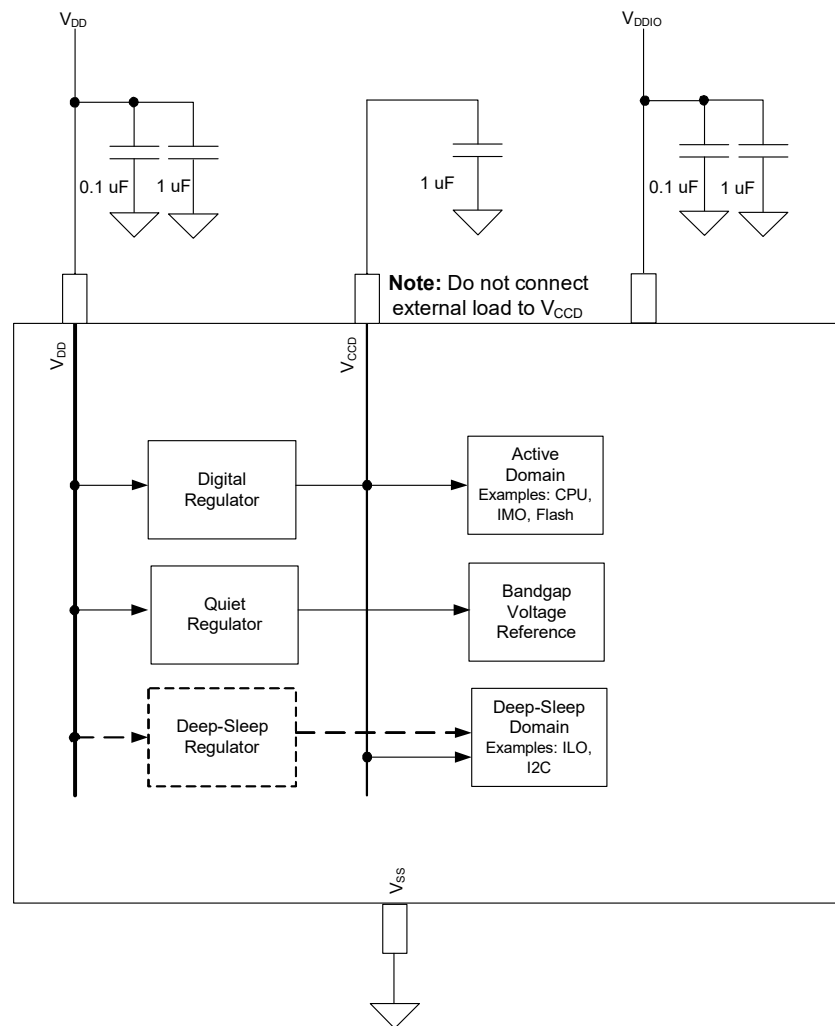 VDD
VDDIO
0.1 uF
1 uF
1 uF
0.1 uF
1 uF
Note: Do not connect
external load to VCCD
VDD
VCCD
Digital
Regulator
Active
Domain
Examples: CPU,
IMO, Flash
Quiet
Regulator
Bandgap
Voltage
Reference
Deep-Sleep
Regulator
Deep-Sleep
Domain
Examples: ILO,
I2C
VSS